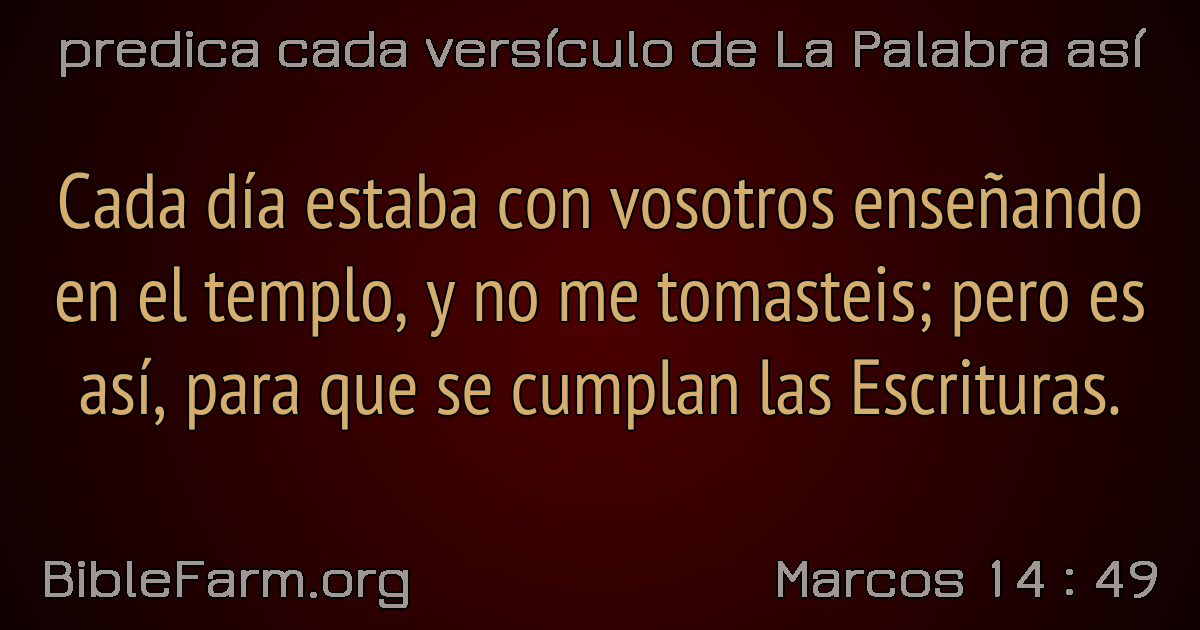 predica cada versículo de La Palabra así
Cada día estaba con vosotros enseñando
en el templo, y no me tomasteis; pero es
así, para que se cumplan las Escrituras.
BibleFarm.org
Marcos 14 : 49